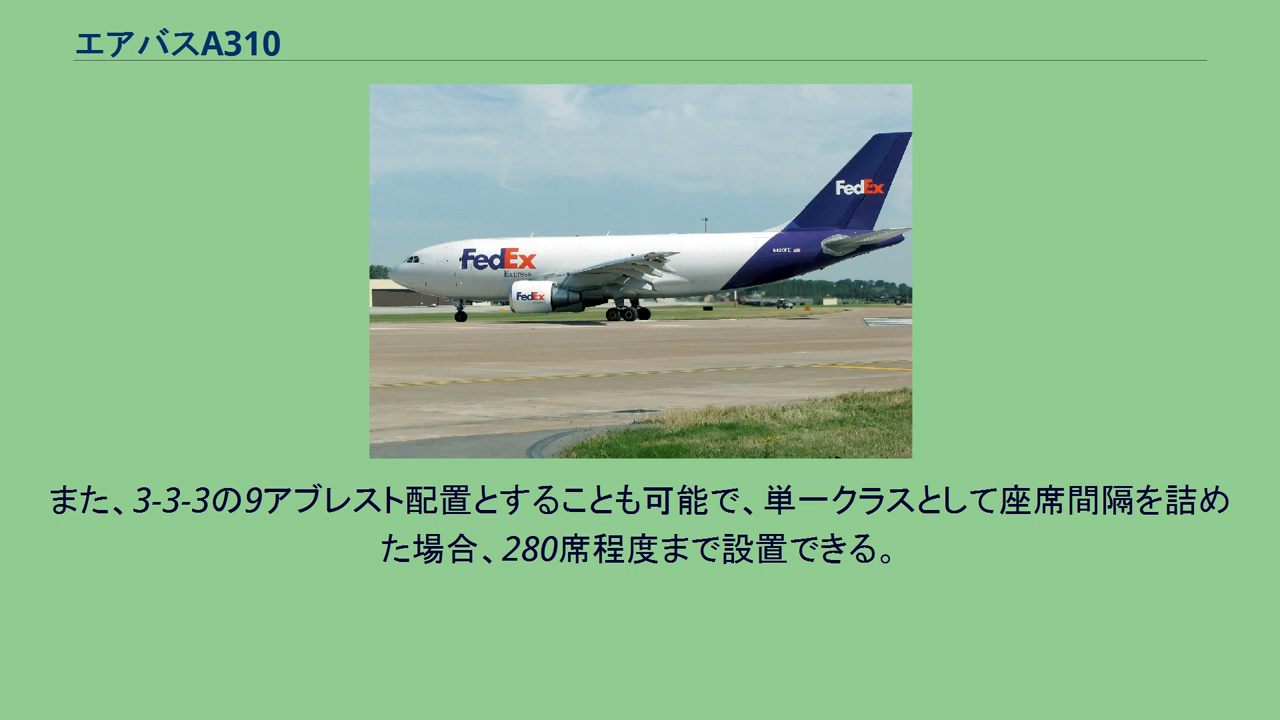 エアバスA310
FedEx
FedEx
Express
FedEx
N420FE
また、3-3-3の9アブレスト配置とすることも可能で、単一クラスとして座席間隔を詰め
た場合、280席程度まで設置できる。